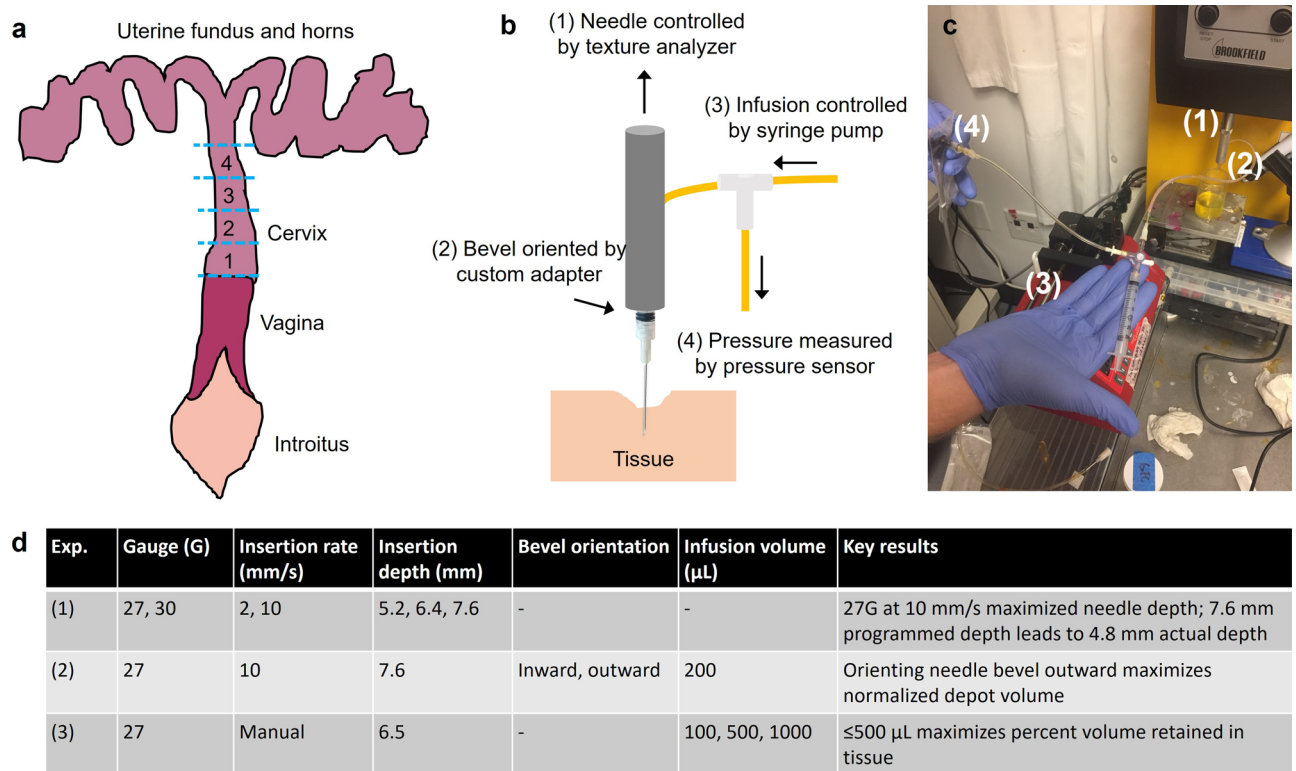 a
Uterine fundus and horns
4
3
2
1
Cervix
Vagina
Introitus
b
(1) Needle controlled
by texture analyzer
(3) Infusion controlled
by syringe pump
(2) Bevel oriented by
custom adapter
(4) Pressure measured
by pressure sensor
Tissue
c
RESET
STOP
START
BROOKFIELD
(4)
(1)
(2)
(3)
d
Exp. Gauge (G) Insertion rate (mm/s) Insertion depth (mm) Bevel orientation Infusion volume (µL) Key results
(1) 27, 30 2, 10 5.2, 6.4, 7.6 - - 27G at 10 mm/s maximized needle depth; 7.6 mm
programmed depth leads to 4.8 mm actual depth
(2) 27 10 7.6 Inward, outward 200 Orienting needle bevel outward maximizes
normalized depot volume
(3) 27 Manual 6.5 - 100, 500, 1000 ≤500 µL maximizes percent volume retained in
tissue